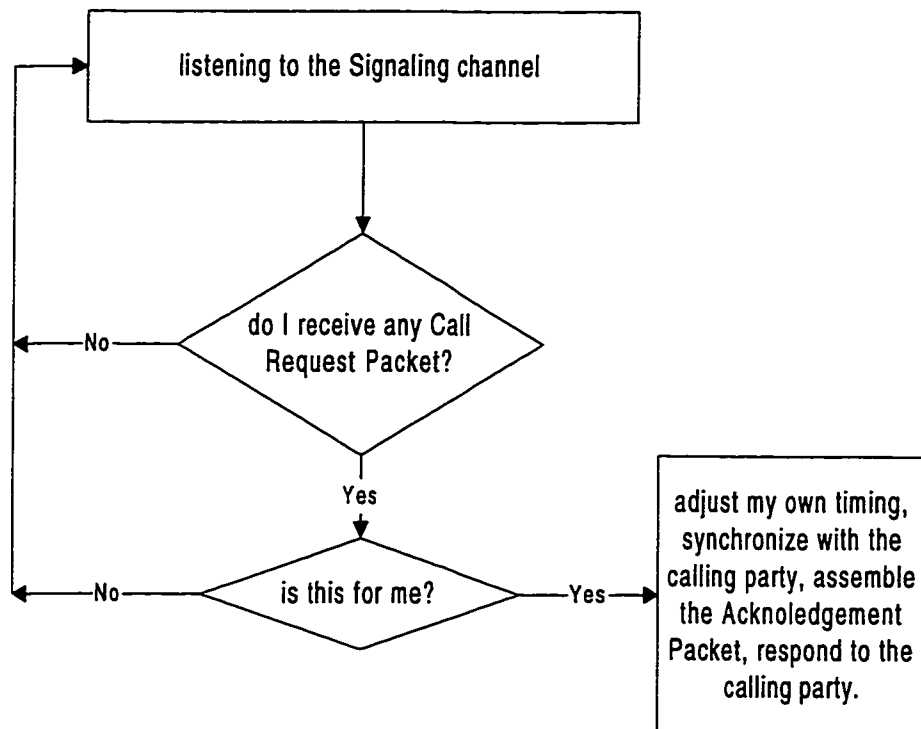 listening to the Signaling channel
do I receive any Call
Request Packet?
No
Yes
is this for me?
No
Yes
adjust my own timing,
synchronize with the
calling party, assemble
the Acknoledgement
Packet, respond to the
calling party.